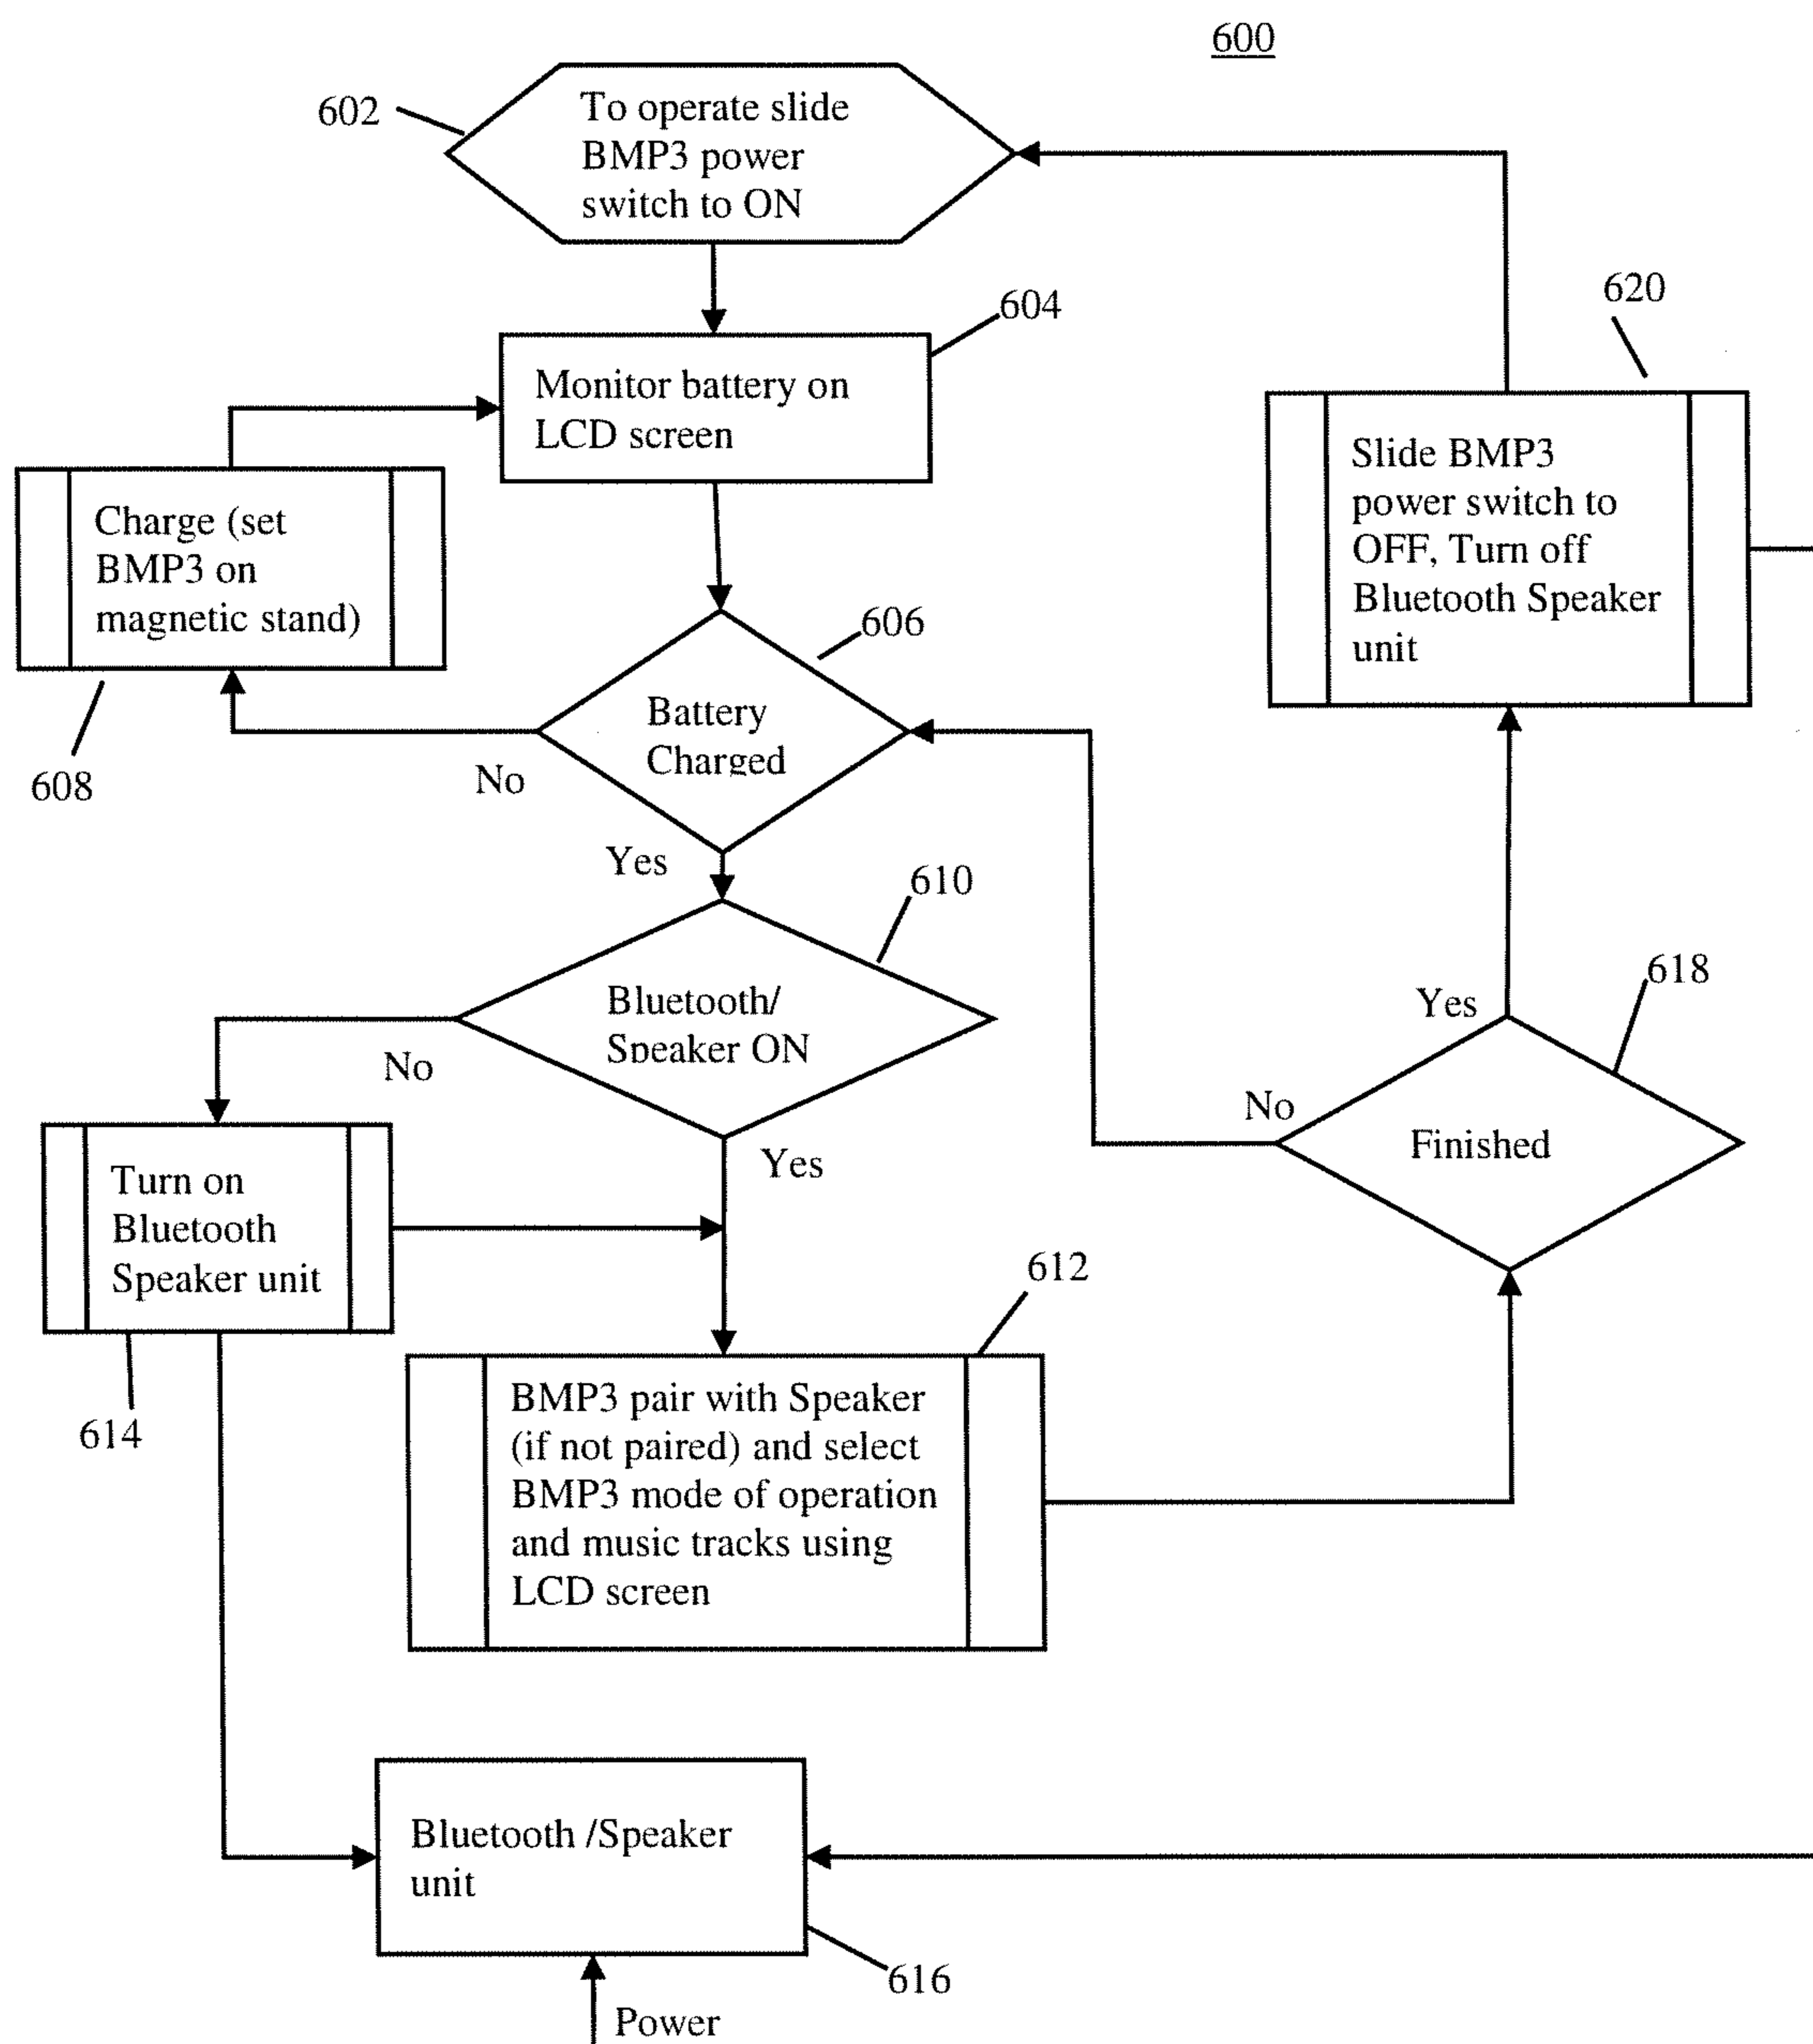 600
602
To operate slide
BMP3 power
switch to ON
604
Monitor battery on
LCD screen
620
Slide BMP3
power switch to
OFF, Turn off
Bluetooth Speaker
unit
Charge (set
BMP3 on
magnetic stand)
608
606
Battery
Charged
No
Yes
610
Bluetooth/
Speaker ON
No
Yes
618
Yes
No
Finished
Turn on
Bluetooth
Speaker unit
614
612
BMP3 pair with Speaker
(if not paired) and select
BMP3 mode of operation
and music tracks using
LCD screen
Bluetooth /Speaker
unit
616
Power